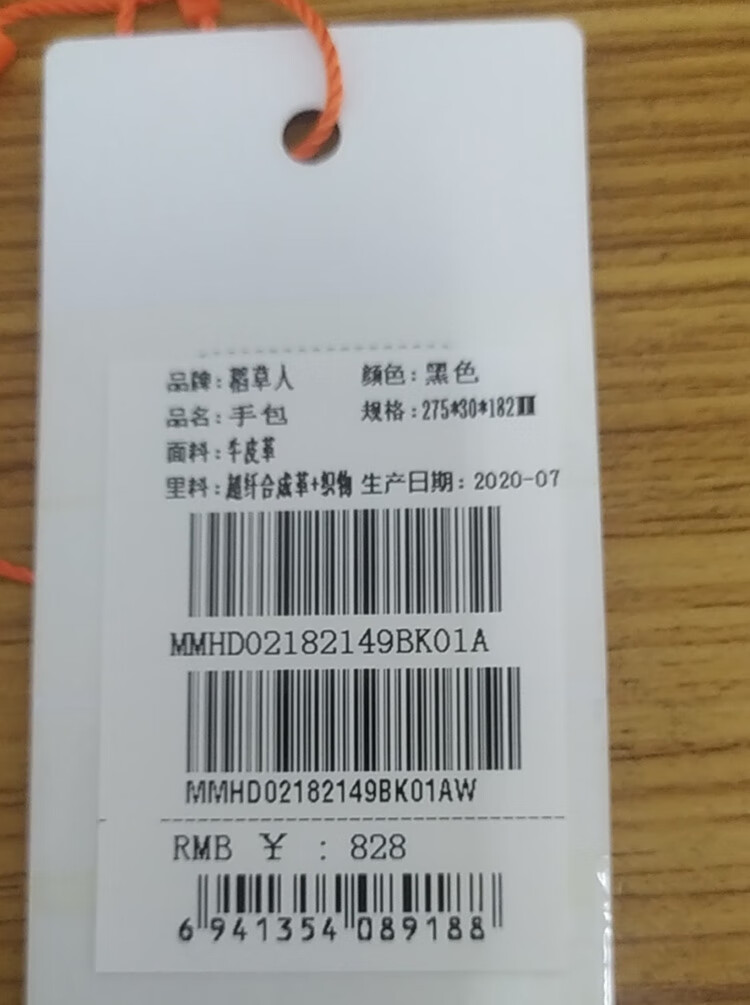 品牌:稻草人 颜色:黑色
品名:手包 规格:275*30*182MM
面料:牛皮革
里料:超纤合成革+织物 生产日期:2020-07
MMHD02182149BK01A
MMHD02182149BK01AW
RMB ¥ : 828
6 941354 089188